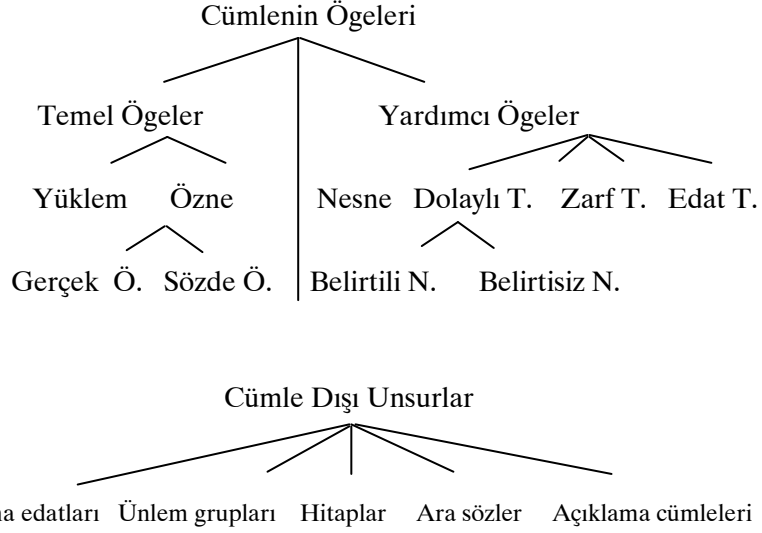 Cümlenin Ögeleri
Temel Ögeler Yardımcı Ögeler
Yüklem Özne Nesne Dolaylı T. Zarf T. Edat T.
Gerçek Ö. Sözde Ö. Belirtili N. Belirtisiz N.
Cümle Dışı Unsurlar
edatları Ünlem grupları Hitaplar Ara sözler Açıklama cümleleri